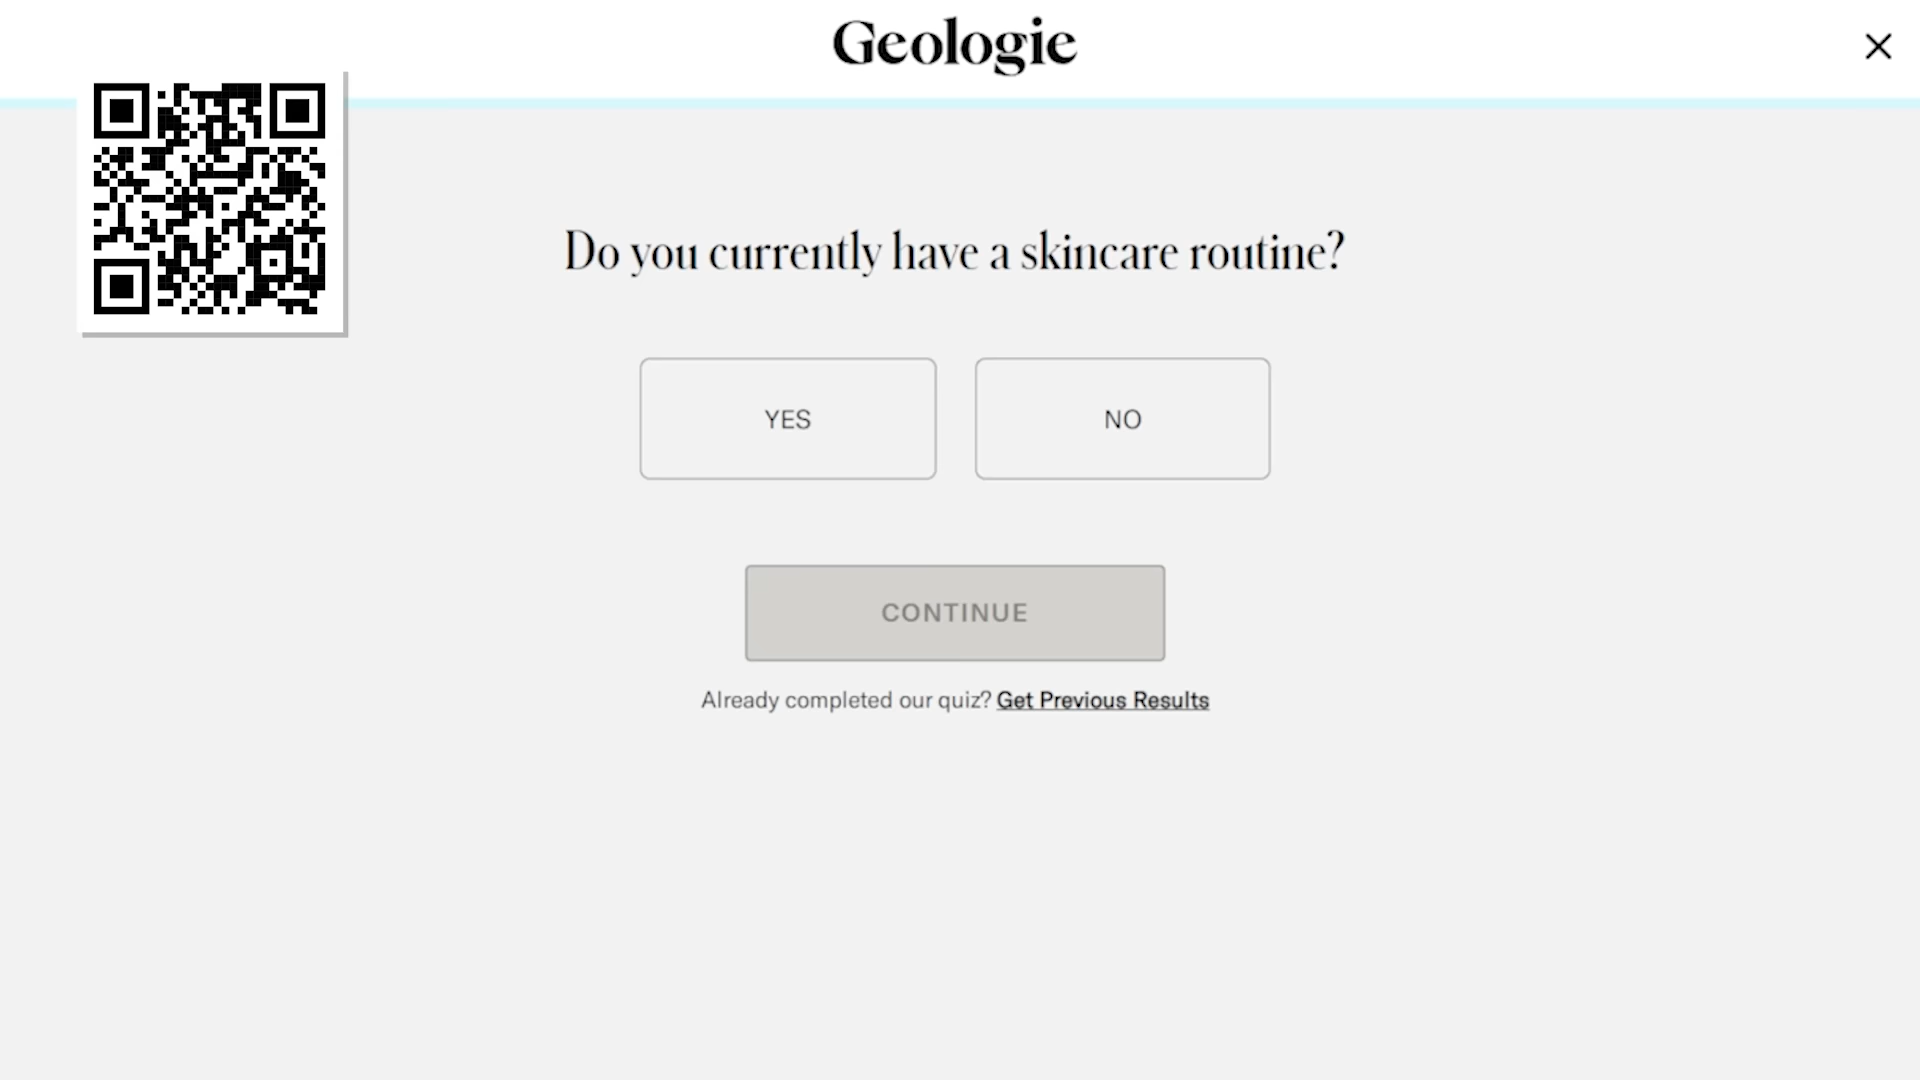 Geologie
Do you currently have a skincare routine?
YES
NO
CONTINUE
Already completed our quiz? Get Previous Results